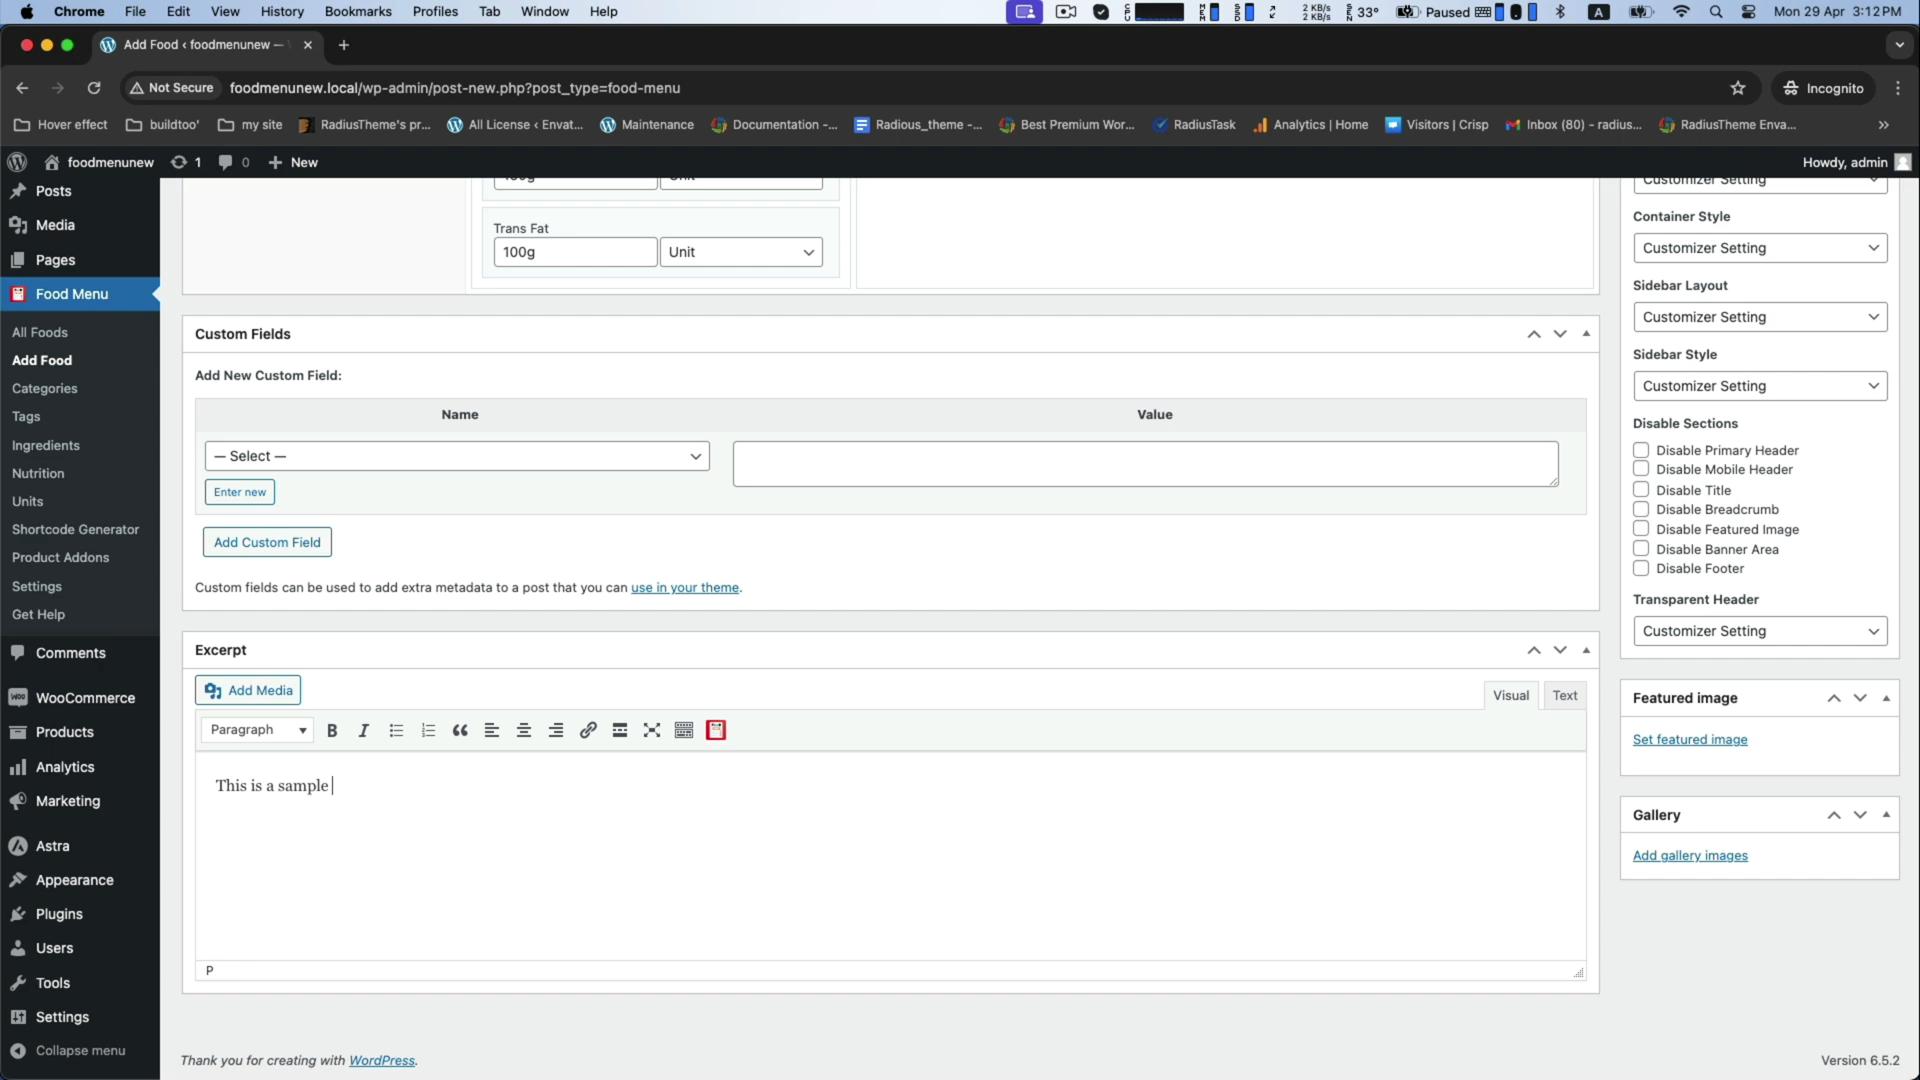 Chrome File Edit View History Bookmarks Profiles Tab Window Help 2 KB/s 2 KB/s 33° Paused A Mon 29 Apr 3:12 PM
Add Food ‹ foodmenunew —
Not Secure foodmenunew.local/wp-admin/post-new.php?post_type=food-menu Incognito
Hover effect buildtoo' my site RadiusTheme's pr... All License ‹ Envat... Maintenance Documentation -... Radious_theme -... Best Premium Wor... RadiusTask Analytics | Home Visitors | Crisp Inbox (80) - radius... RadiusTheme Enva...
foodmenunew 1 0 New Howdy, admin
Posts
Media
Pages
Food Menu
All Foods
Add Food
Categories
Tags
Ingredients
Nutrition
Units
Shortcode Generator
Product Addons
Settings
Get Help
Comments
WooCommerce
Products
Analytics
Marketing
Astra
Appearance
Plugins
Users
Tools
Settings
Collapse menu
Unit
Trans Fat
100g Unit
Custom Fields
Add New Custom Field:
Name Value
— Select —
Enter new
Add Custom Field
Custom fields can be used to add extra metadata to a post that you can use in your theme.
Excerpt
Add Media Visual Text
Paragraph B I
This is a sample
P
Thank you for creating with WordPress. Version 6.5.2
Customizer Setting
Container Style
Customizer Setting
Sidebar Layout
Customizer Setting
Sidebar Style
Customizer Setting
Disable Sections
Disable Primary Header
Disable Mobile Header
Disable Title
Disable Breadcrumb
Disable Featured Image
Disable Banner Area
Disable Footer
Transparent Header
Customizer Setting
Featured image
Set featured image
Gallery
Add gallery images